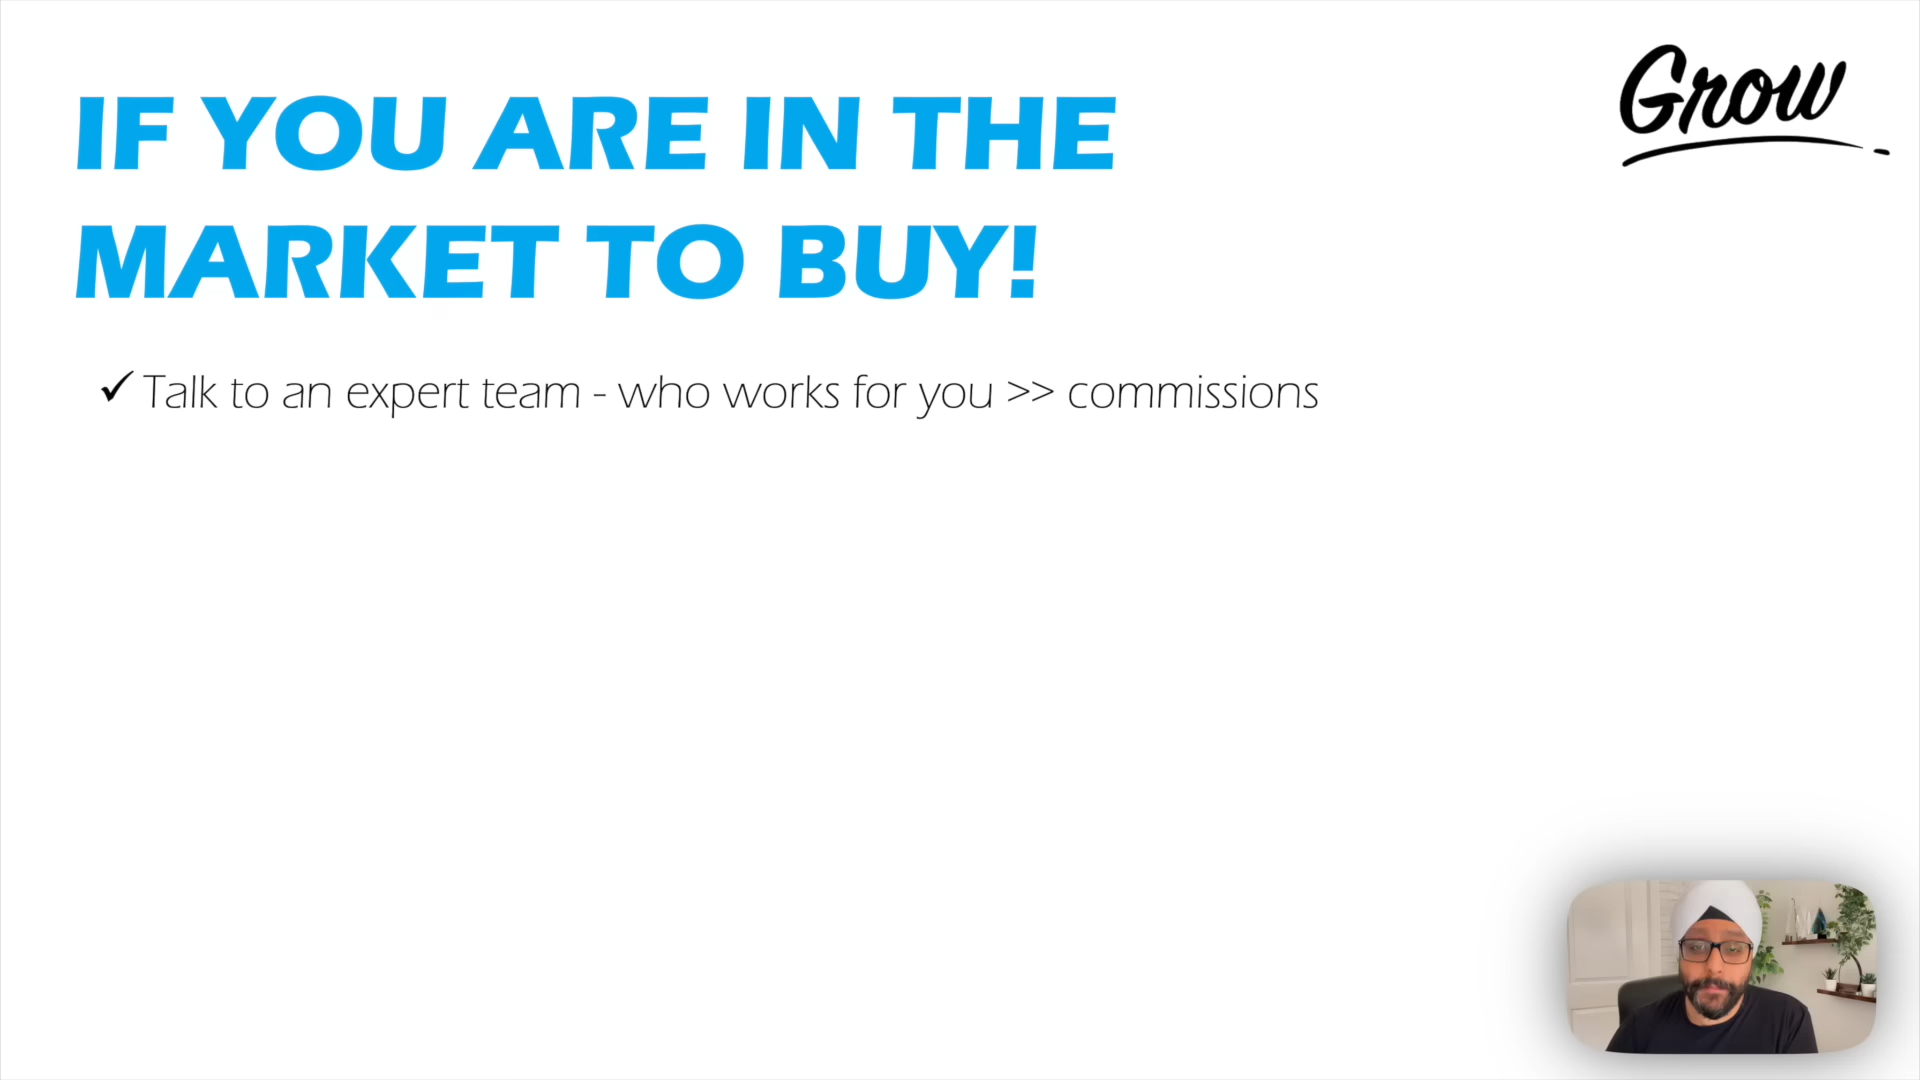 Grow
IF YOU ARE IN THE
MARKET TO BUY!
✓ Talk to an expert team - who works for you >> commissions